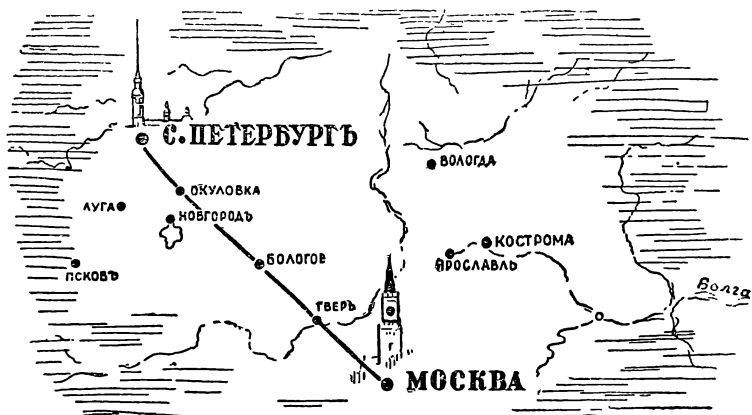 С. ПЕТЕРБУРГЪ
ВОЛОГДА
ОКУЛОВКА
ЛУГА
НОВГОРОДЪ
КОСТРОМА
ЯРОСЛАВЛЬ
БОЛОГОЕ
ПСКОВЪ
Волга
ТВЕРЬ
МОСКВА